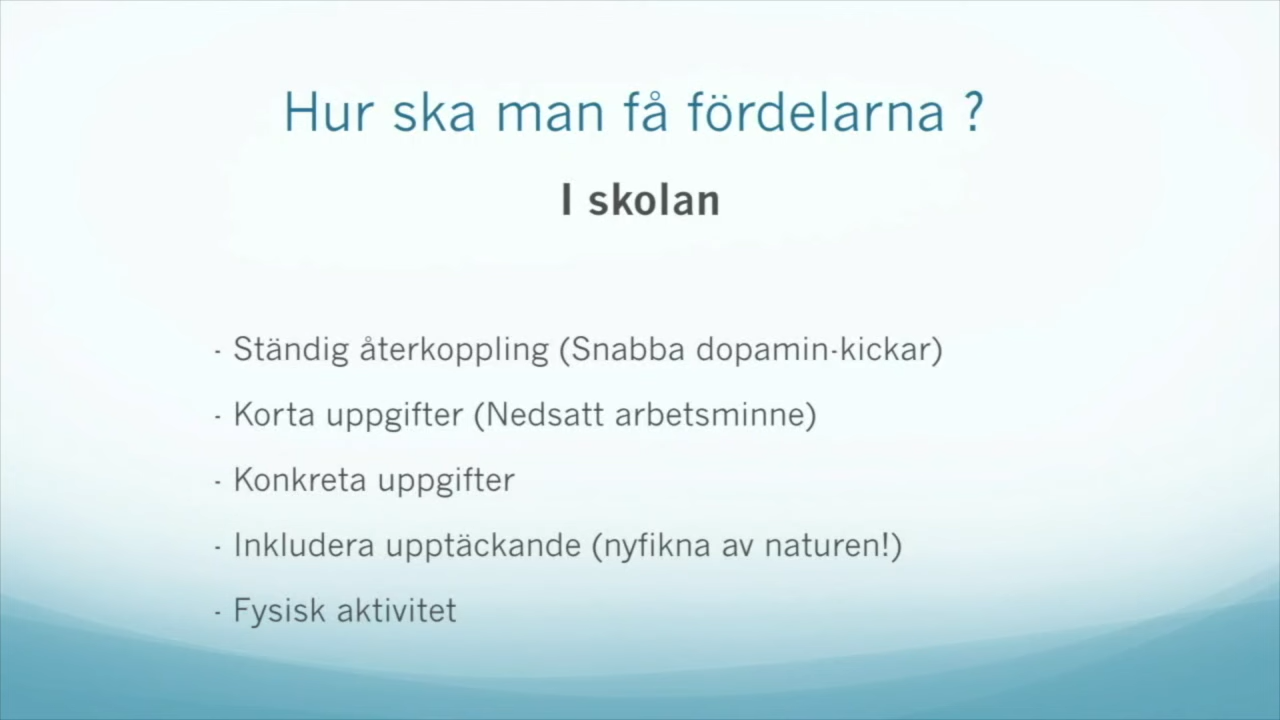 Hur ska man få fördelarna ?
I skolan
- Ständig återkoppling (Snabba dopamin-kickar)
- Korta uppgifter (Nedsatt arbetsminne)
- Konkreta uppgifter
- Inkludera upptäckande (nyfikna av naturen!)
- Fysisk aktivitet